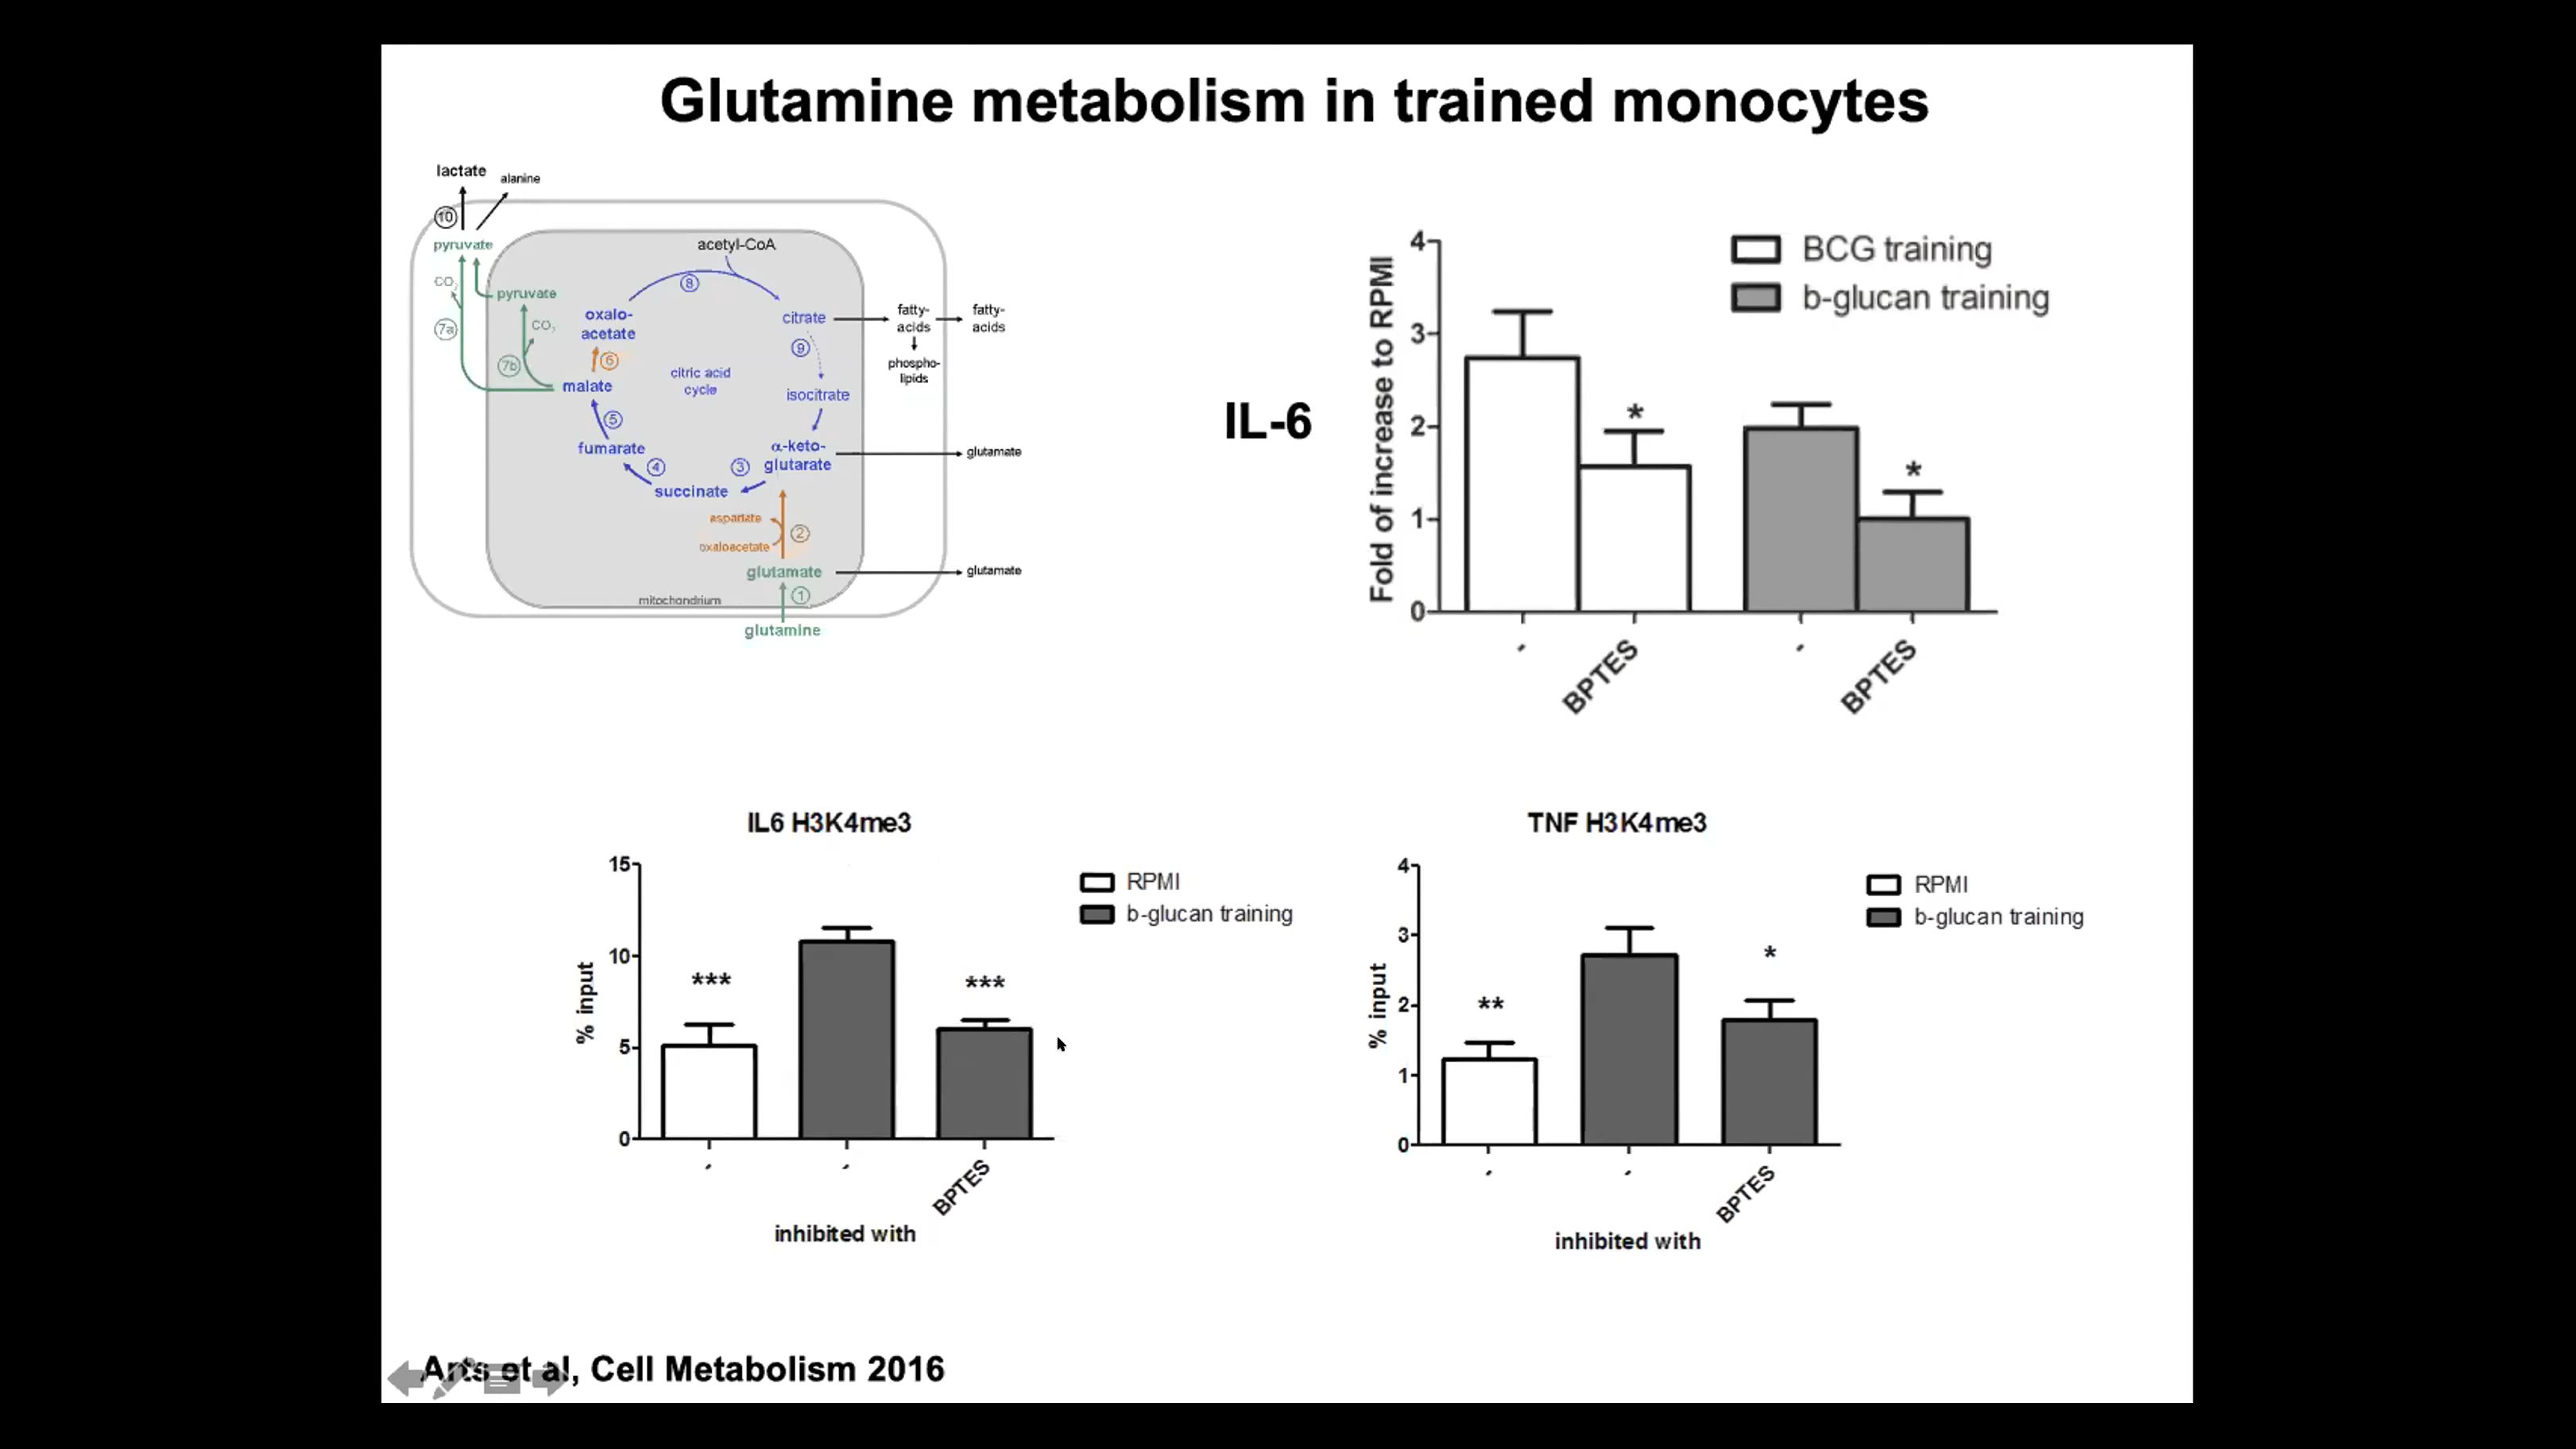 Glutamine metabolism in trained monocytes
lactate
alanine
10
pyruvate
CO2
7a
pyruvate
CO2
7b
acetyl-CoA
8
oxalo-
acetate
6
malate
citric acid
cycle
citrate
9
isocitrate
5
fumarate
4
succinate
3
α-keto-
glutarate
aspartate
oxaloacetate
2
glutamate
1
mitochondrium
glutamine
fatty-
acids
fatty-
acids
phospho-
lipids
glutamate
glutamate
IL-6
Fold of increase to RPMI
4
3
2
1
0
BCG training
b-glucan training
*
*
-
BPTES
-
BPTES
IL6 H3K4me3
% input
15
10
5
0
***
***
RPMI
b-glucan training
-
-
BPTES
inhibited with
TNF H3K4me3
% input
4
3
2
1
0
**
*
RPMI
b-glucan training
-
-
BPTES
inhibited with
Arts et al, Cell Metabolism 2016